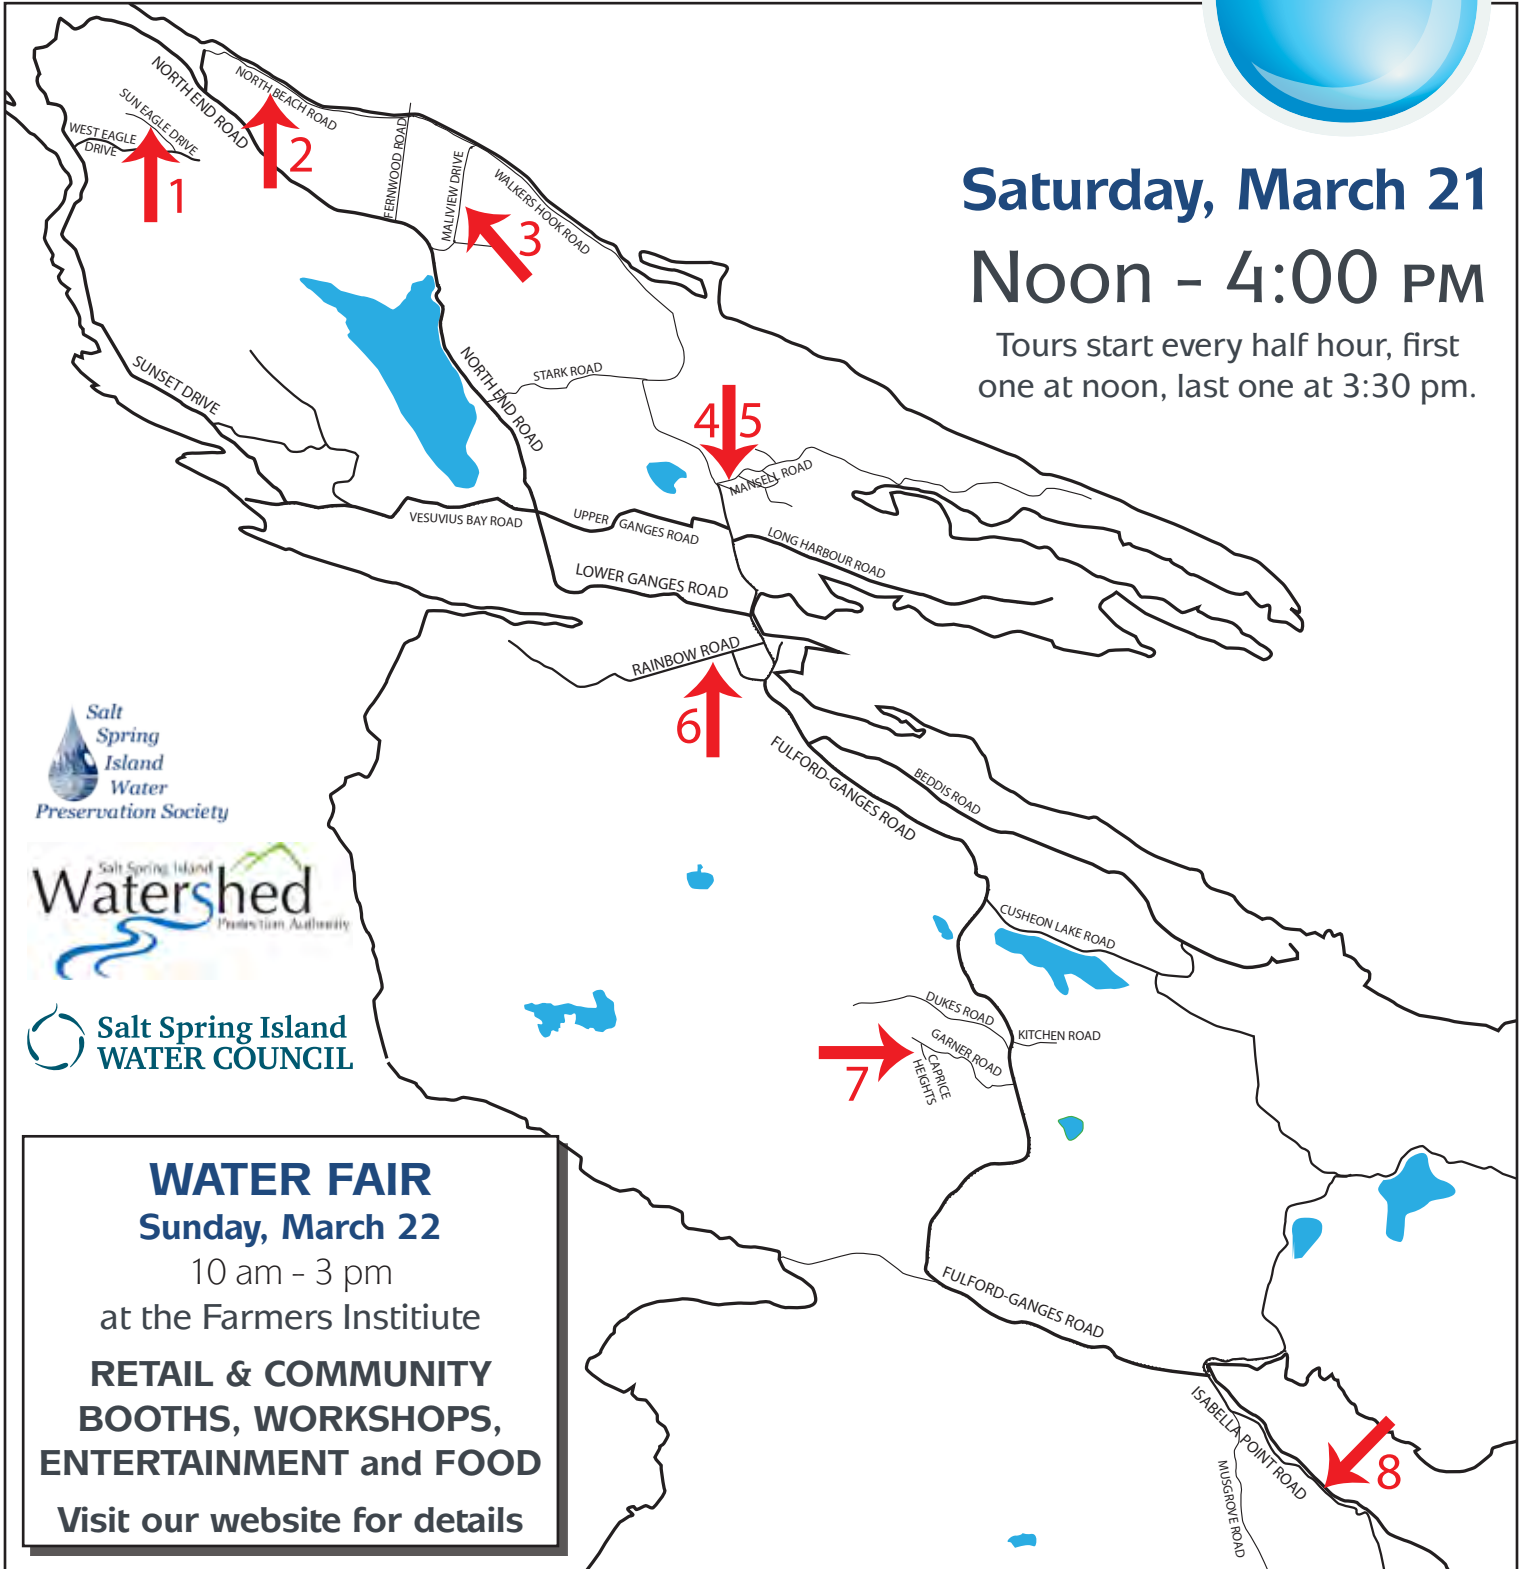 NORTH END ROAD
NORTH BEACH ROAD
SUN EAGLE DRIVE
WEST EAGLE
DRIVE
1
2
FERNWOOD ROAD
MALIVIEW DRIVE
WALKERS HOOK ROAD
3
Saturday, March 21
Noon - 4:00 PM
Tours start every half hour, first
one at noon, last one at 3:30 pm.
SUNSET DRIVE
NORTH END ROAD
STARK ROAD
4 5
MANSELL ROAD
VESUVIUS BAY ROAD
UPPER GANGES ROAD
LONG HARBOUR ROAD
LOWER GANGES ROAD
RAINBOW ROAD
6
FULFORD-GANGES ROAD
BEDDIS ROAD
Salt
Spring
Island
Water
Preservation Society
Salt Spring Island
Watershed
Protection Authority
Salt Spring Island
WATER COUNCIL
CUSHEON LAKE ROAD
DUKES ROAD
KITCHEN ROAD
GARNER ROAD
CAPRICE
HEIGHTS
7
WATER FAIR
Sunday, March 22
10 am - 3 pm
at the Farmers Institiute
RETAIL & COMMUNITY
BOOTHS, WORKSHOPS,
ENTERTAINMENT and FOOD
Visit our website for details
FULFORD-GANGES ROAD
ISABELLA POINT ROAD
MUSGROVE ROAD
8